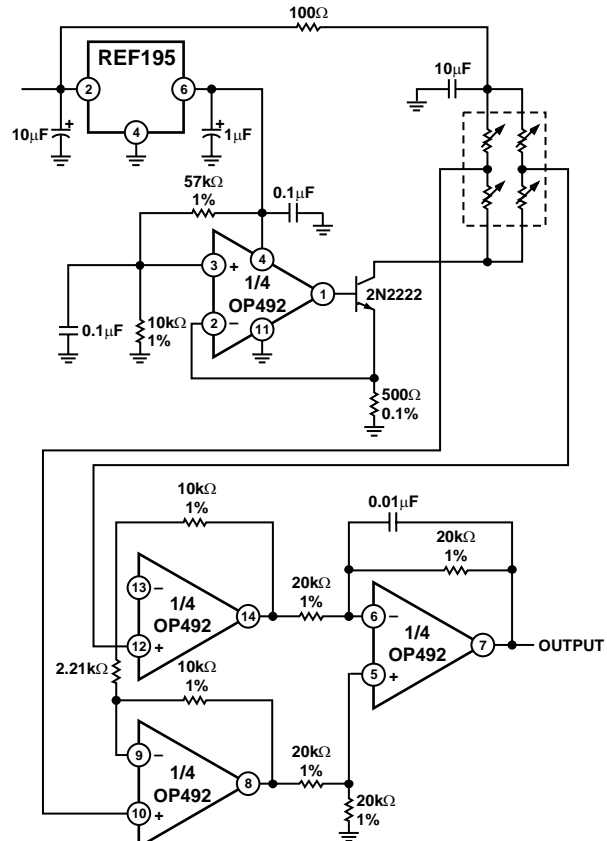 100Ω
REF195
2
6
4
10μF
+
1μF
+
10μF
57kΩ
1%
0.1μF
3
+
4
1/4
OP492
1
2N2222
2
−
11
0.1μF
10kΩ
1%
500Ω
0.1%
10kΩ
1%
0.01μF
20kΩ
1%
13
−
1/4
OP492
14
12
+
20kΩ
1%
6
−
1/4
OP492
7
OUTPUT
5
+
2.21kΩ
10kΩ
1%
9
−
1/4
OP492
8
10
+
20kΩ
1%
20kΩ
1%